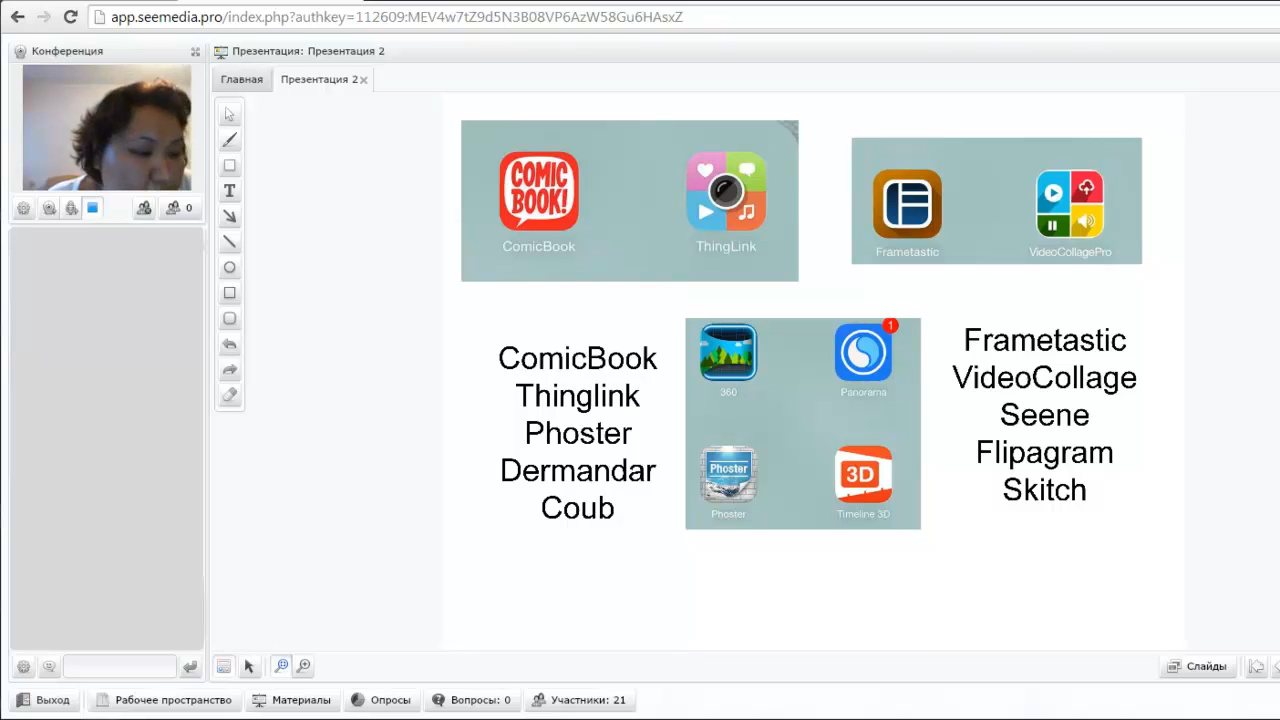 app.seemedia.pro/index.php?authkey=112609:MEV4w7tZ9d5N3B08VP6AzW58Gu6HAsxZ
Конференция
Презентация: Презентация 2
Главная
Презентация 2
COMIC
BOOK!
ComicBook
ThingLink
Frametastic
VideoCollagePro
T
0
1
360
Panorama
Phoster
3D
Phoster
Timeline 3D
ComicBook
Thinglink
Phoster
Dermandar
Coub
Frametastic
VideoCollage
Seene
Flipagram
Skitch
Слайды
Выход
Рабочее пространство
Материалы
Опросы
Вопросы: 0
Участники: 21